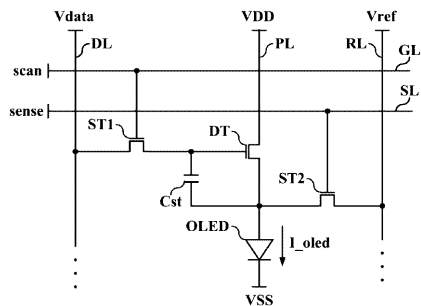 Vdata VDD Vref
DL PL RL GL
scan
SL
sense
ST1 DT
ST2
Cst
OLED I_oled
VSS